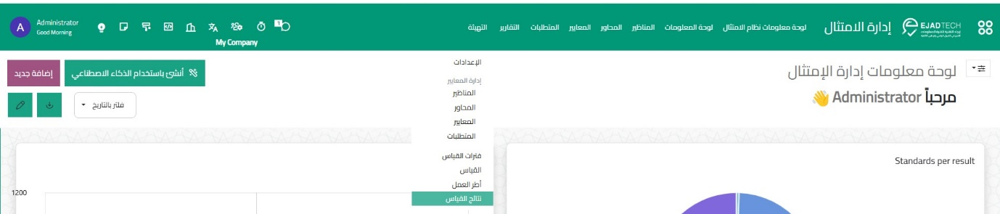 EJADTECH
إدارة الامتثال
لوحة معلومات نظام الامتثال
لوحة المعلومات
المناظير
المحاور
المعايير
المتطلبات
التقارير
التهيئة
1
My Company
Administrator
Good Morning
A
لوحة معلومات إدارة الإمتثال
مرحباً Administrator 👋
أنشئ باستخدام الذكاء الاصطناعي
إضافة جديد
فلتر بالتاريخ
الإعدادات
إدارة المعايير
المناظير
المحاور
المعايير
المتطلبات
فترات القياس
القياس
أطر العمل
نتائج القياس
Standards per result
1200